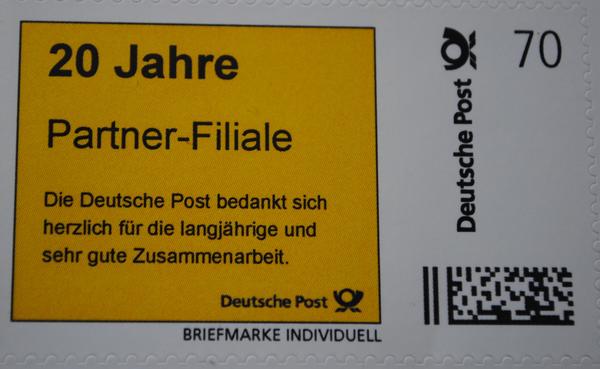 20 Jahre
Partner-Filiale
Die Deutsche Post bedankt sich
herzlich für die langjährige und
sehr gute Zusammenarbeit.
Deutsche Post
BRIEFMARKE INDIVIDUELL
Deutsche Post
70